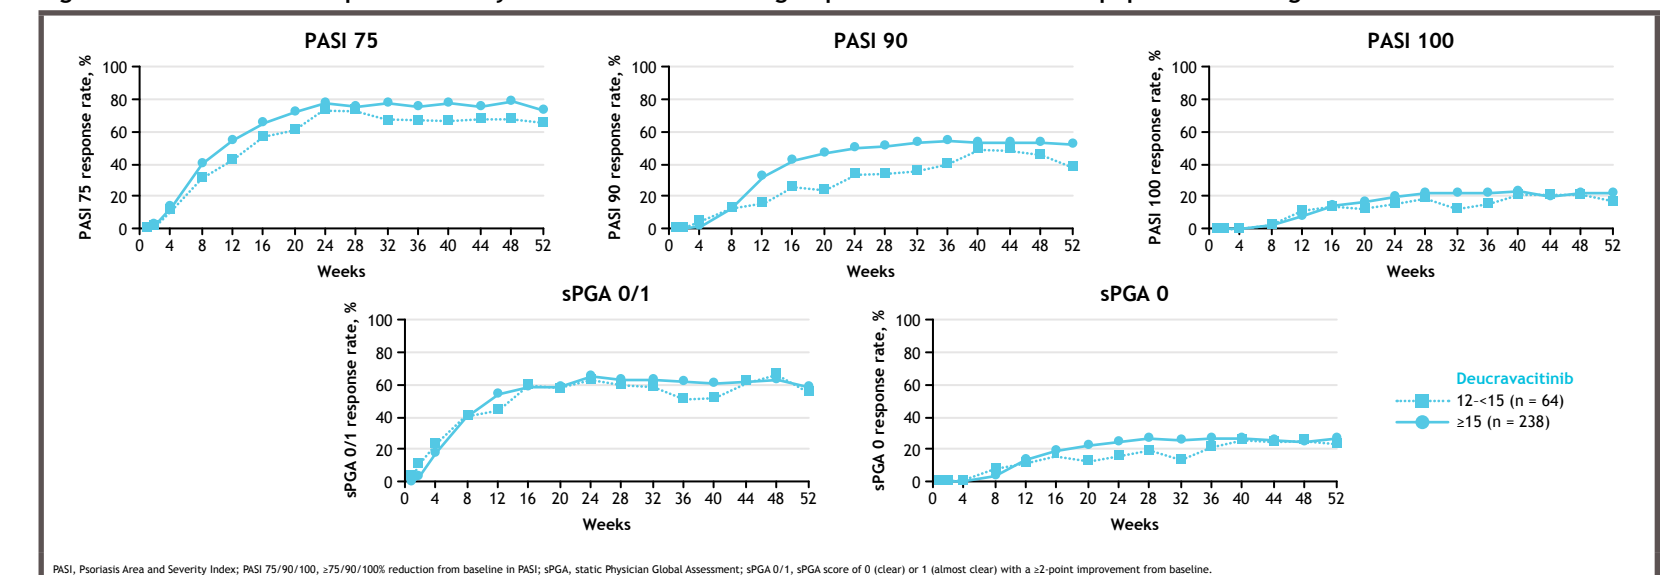 PASI 75
PASI 75 response rate, %
100
80
60
40
20
0
0 4 8 12 16 20 24 28 32 36 40 44 48 52
Weeks
PASI 90
PASI 90 response rate, %
100
80
60
40
20
0
0 4 8 12 16 20 24 28 32 36 40 44 48 52
Weeks
PASI 100
PASI 100 response rate, %
100
80
60
40
20
0
0 4 8 12 16 20 24 28 32 36 40 44 48 52
Weeks
sPGA 0/1
sPGA 0/1 response rate, %
100
80
60
40
20
0
0 4 8 12 16 20 24 28 32 36 40 44 48 52
Weeks
sPGA 0
sPGA 0 response rate, %
100
80
60
40
20
0
0 4 8 12 16 20 24 28 32 36 40 44 48 52
Weeks
Deucravacitinib
12-<15 (n = 64)
≥15 (n = 238)
PASI, Psoriasis Area and Severity Index; PASI 75/90/100, ≥75/90/100% reduction from baseline in PASI; sPGA, static Physician Global Assessment; sPGA 0/1, sPGA score of 0 (clear) or 1 (almost clear) with a ≥2-point improvement from baseline.